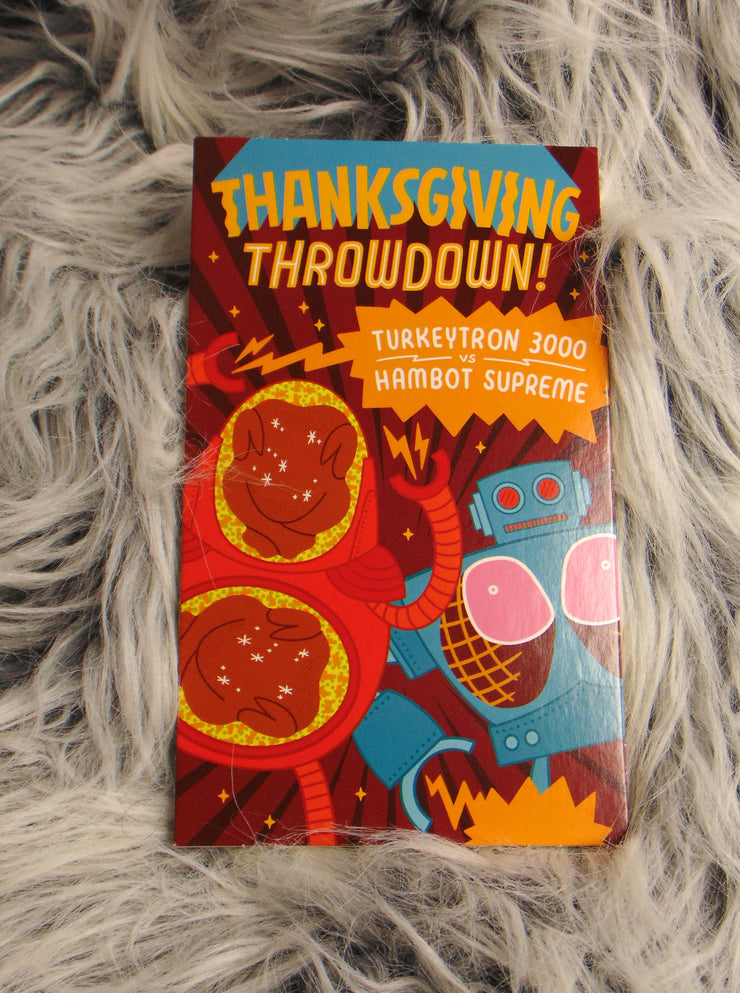 THANKSGIVING
THROWDOWN!
TURKEYTRON 3000
VS
HAMBOT SUPREME